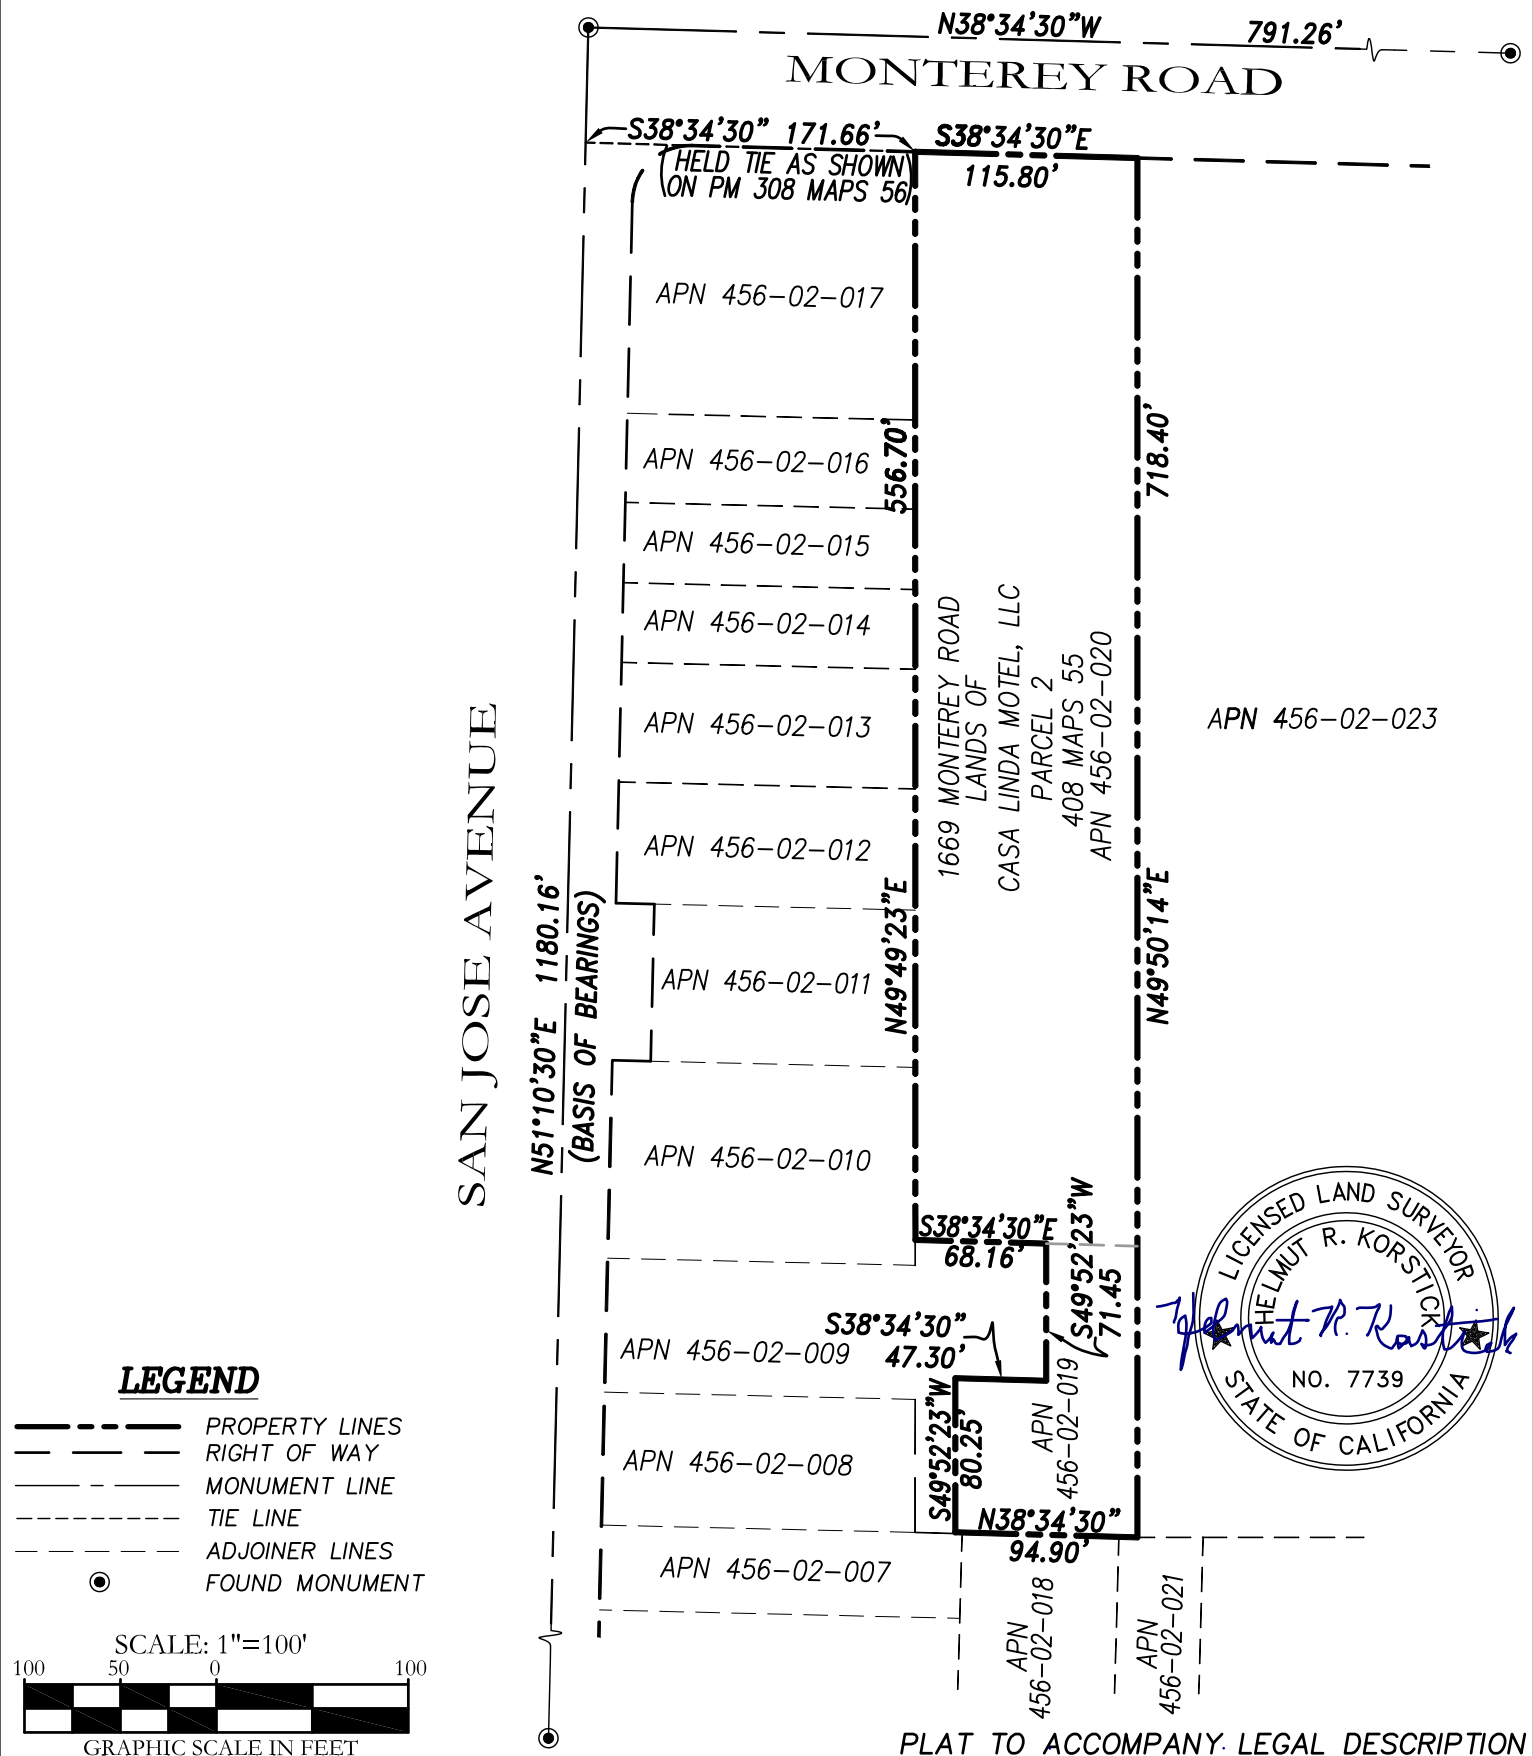 N38°34'30"W 791.26'
MONTEREY ROAD
S38°34'30" 171.66'
(HELD TIE AS SHOWN
ON PM 308 MAPS 56)
S38°34'30"E
115.80'
APN 456-02-017
APN 456-02-016
APN 456-02-015
APN 456-02-014
APN 456-02-013
APN 456-02-012
APN 456-02-011
APN 456-02-010
APN 456-02-009
APN 456-02-008
APN 456-02-007
556.70'
N49°49'23"E
718.40'
N49°50'14"E
1669 MONTEREY ROAD
LANDS OF
CASA LINDA MOTEL, LLC
PARCEL 2
408 MAPS 55
APN 456-02-020
APN 456-02-023
SAN JOSE AVENUE
N51°10'30"E 1180.16'
(BASIS OF BEARINGS)
S38°34'30"E
68.16'
S49°52'23"W
71.45
S38°34'30"
47.30'
S49°52'23"W
80.25'
APN
456-02-019
N38°34'30"
94.90'
APN
456-02-018
APN
456-02-021
LICENSED LAND SURVEYOR
HELMUT R. KORSTICK
Helmut R. Korstick
NO. 7739
STATE OF CALIFORNIA
LEGEND
PROPERTY LINES
RIGHT OF WAY
MONUMENT LINE
TIE LINE
ADJOINER LINES
FOUND MONUMENT
SCALE: 1"=100'
100 50 0 100
GRAPHIC SCALE IN FEET
PLAT TO ACCOMPANY LEGAL DESCRIPTION